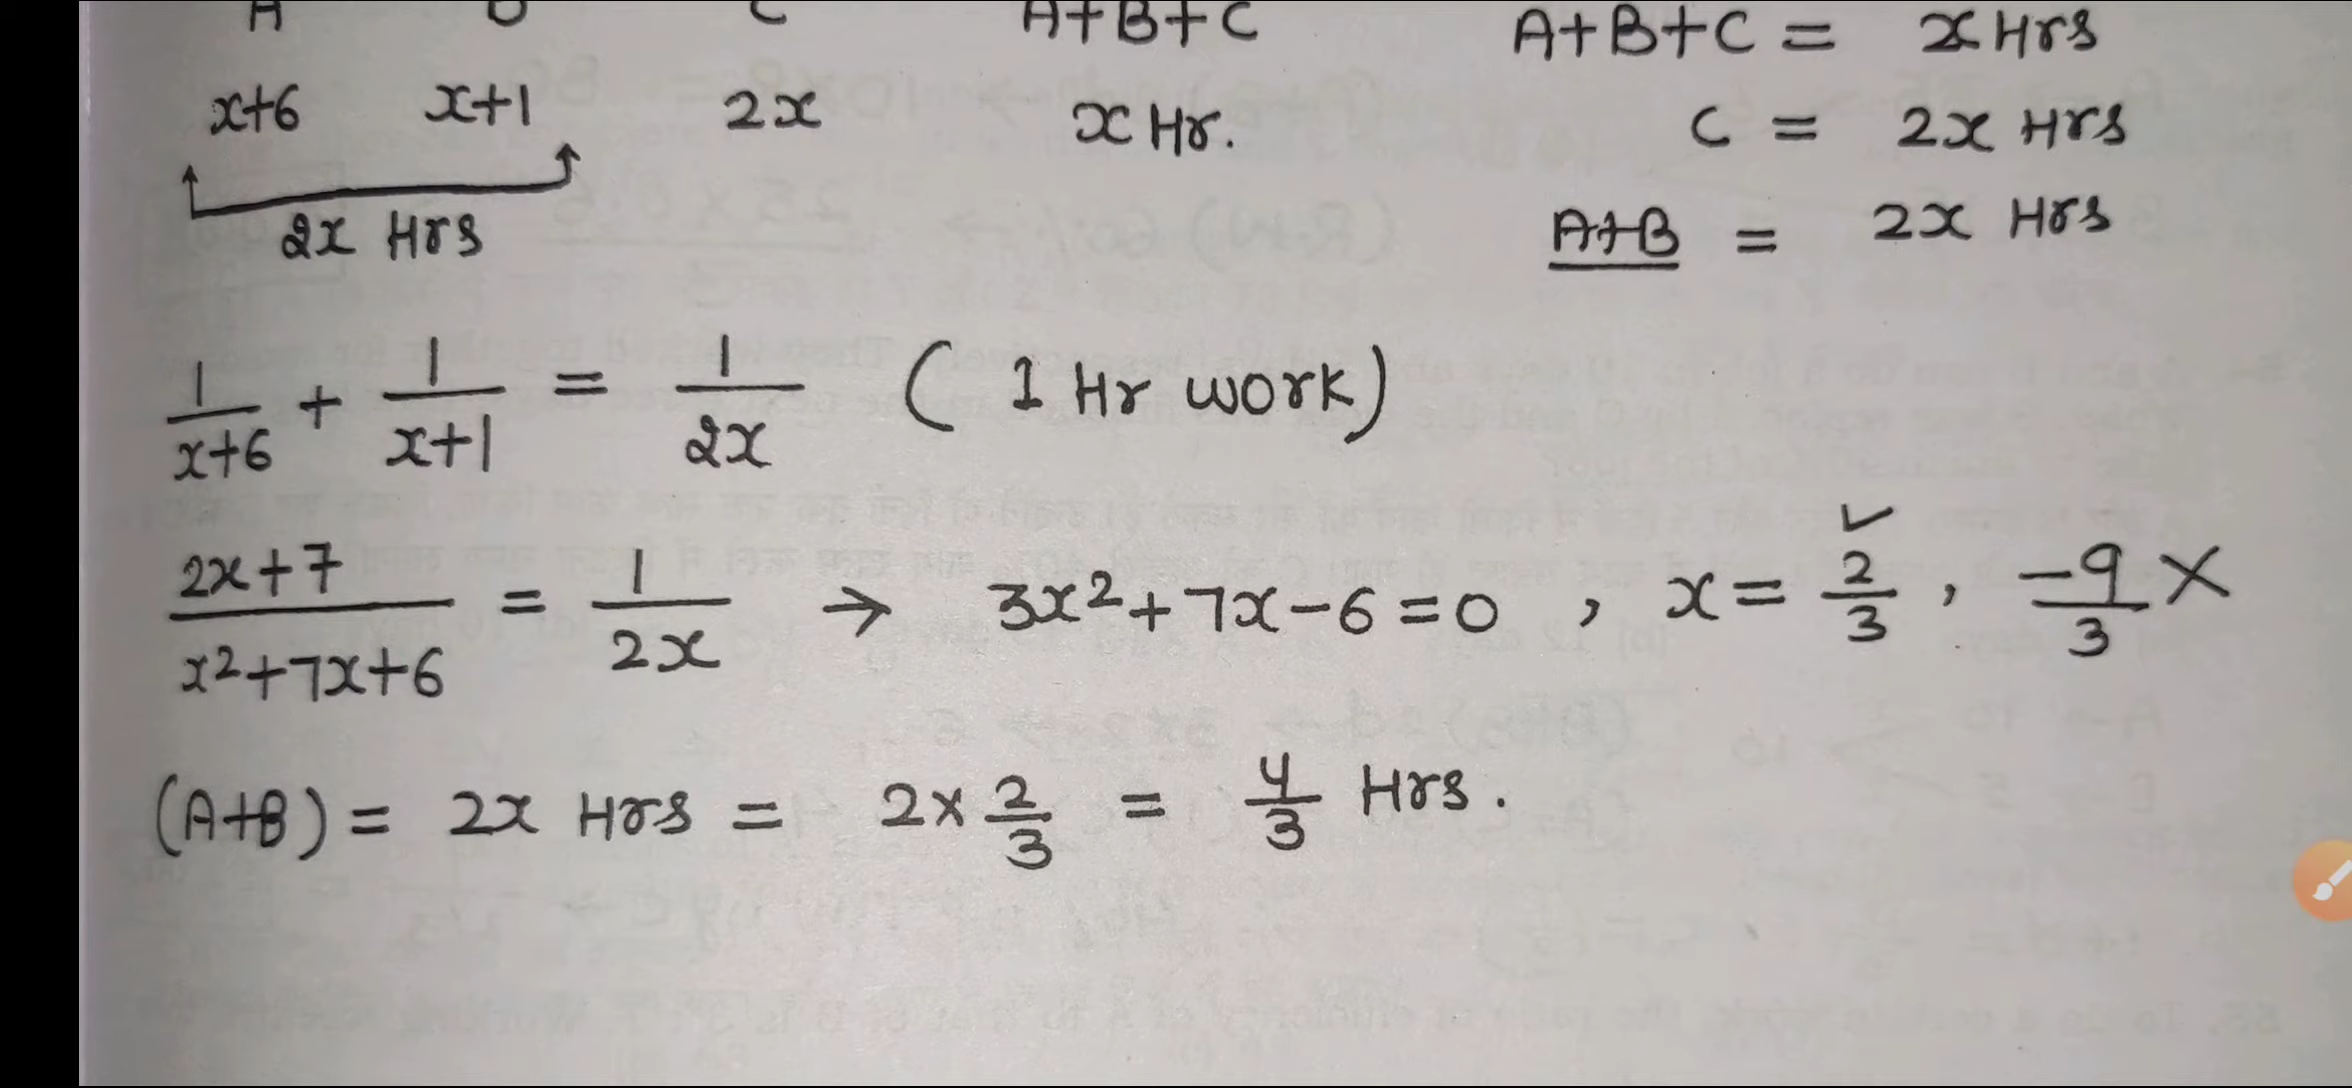 A B C A+B+C A+B+C = x Hrs
x+6 x+1 2x x Hr. C = 2x Hrs
2x Hrs A+B = 2x Hrs
1/(x+6) + 1/(x+1) = 1/2x ( 1 Hr work)
(2x+7)/(x²+7x+6) = 1/2x → 3x²+7x-6=0 , x= 2/3 ✓ , -9/3 ×
(A+B) = 2x Hrs = 2×2/3 = 4/3 Hrs.